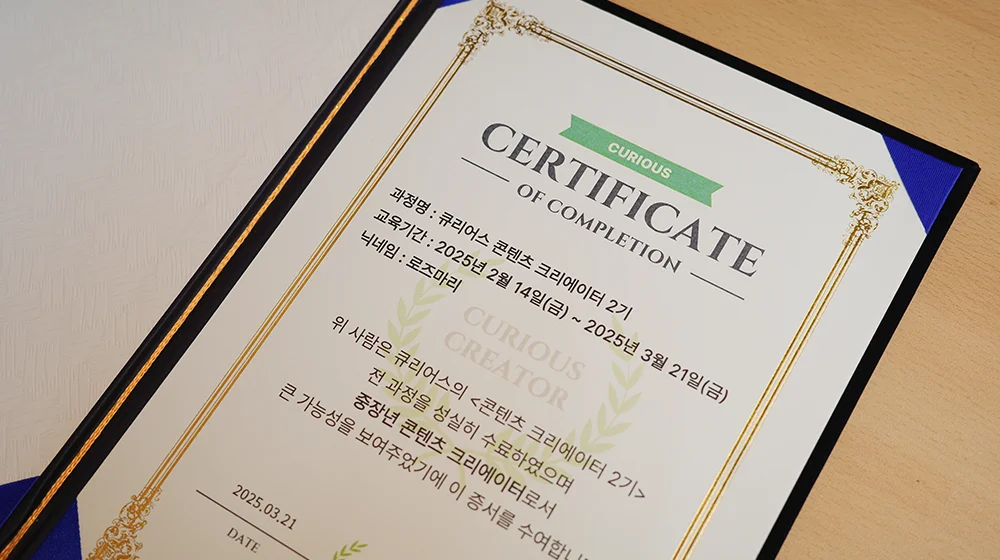 CURIOUS
CERTIFICATE
OF COMPLETION
과정명 : 큐리어스 콘텐츠 크리에이터 2기
교육기간 : 2025년 2월 14일(금) ~ 2025년 3월 21일(금)
닉네임 : 로즈마리
CURIOUS
CREATOR
위 사람은 큐리어스의 <콘텐츠 크리에이터 2기>
전 과정을 성실히 수료하였으며
중장년 콘텐츠 크리에이터로서
큰 가능성을 보여주었기에 이 증서를 수여합니
2025.03.21
DATE